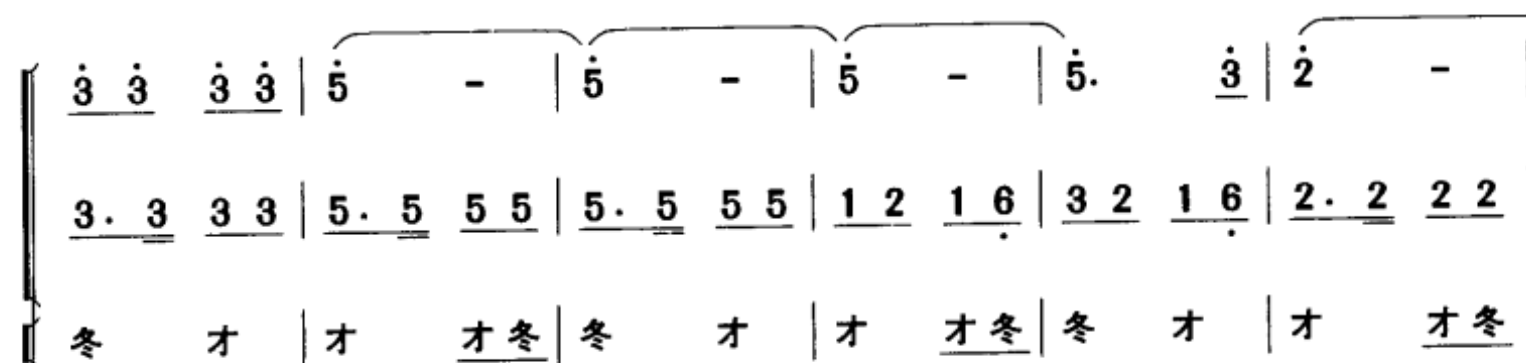 3̇ 3̇ 3̇ 3̇ | 5̇ - | 5̇ - | 5̇ - | 5̇. 3̇ | 2̇ -
3. 3 3 3 | 5. 5 5 5 | 5. 5 5 5 | 1 2 1 6̣ | 3 2 1 6̣ | 2. 2 2 2
冬 才 | 才 才冬 | 冬 才 | 才 才冬 | 冬 才 | 才 才冬